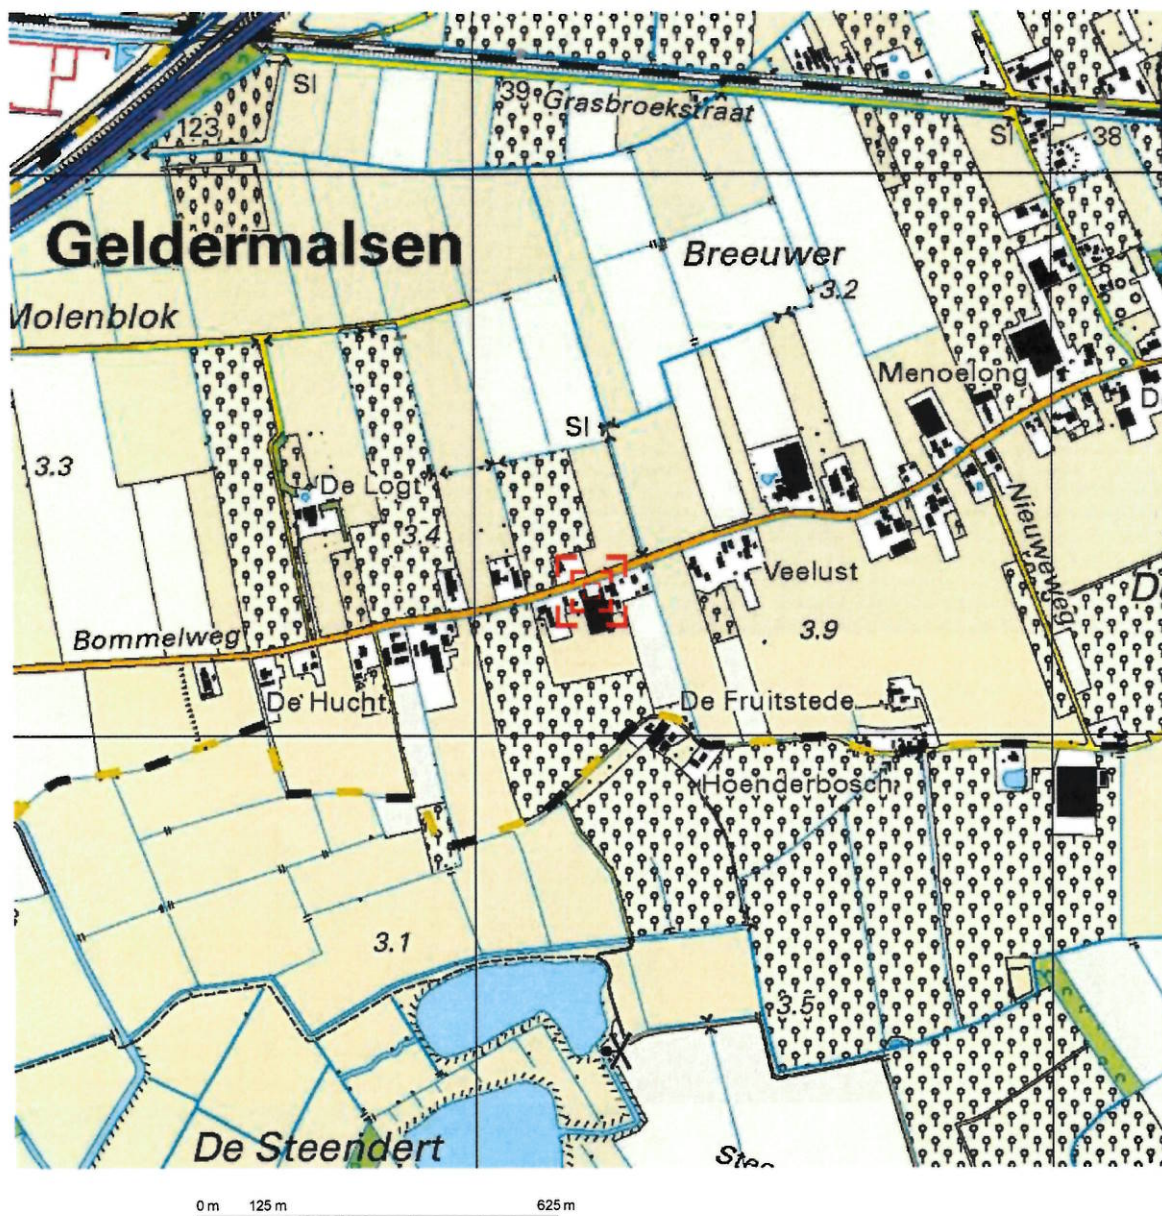 Sl
39
Grasbroekstraat
123
Sl
38
Geldermalsen
Breeuwer
3.2
Molenblok
Menoelong
D
Sl
3.3
De Logt
3.4
Nieuweweg
Veelust
D
Bommelweg
3.9
De Hucht
De Fruitstede
Hoenderbosch
3.1
3.5
De Steendert
Stee
0 m 125 m 625 m